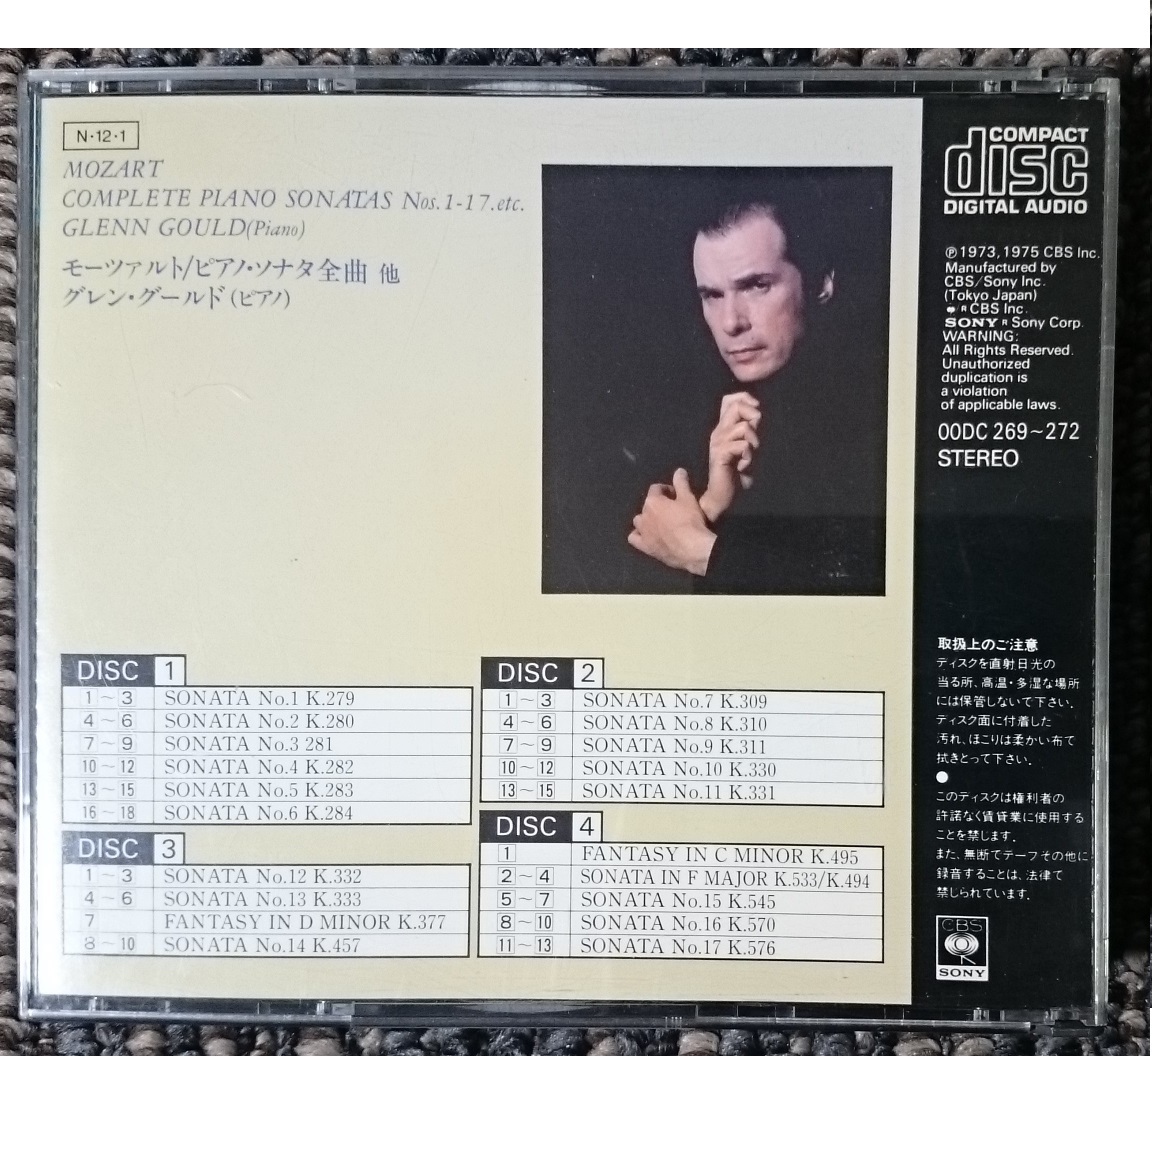 N·12·1
MOZART
COMPLETE PIANO SONATAS Nos.1-17.etc.
GLENN GOULD(Piano)
モーツァルト/ピアノ・ソナタ全曲 他
グレン・グールド(ピアノ)
DISC 1
1~3 SONATA No.1 K.279
4~6 SONATA No.2 K.280
7~9 SONATA No.3 281
10~12 SONATA No.4 K.282
13~15 SONATA No.5 K.283
16~18 SONATA No.6 K.284
DISC 2
1~3 SONATA No.7 K.309
4~6 SONATA No.8 K.310
7~9 SONATA No.9 K.311
10~12 SONATA No.10 K.330
13~15 SONATA No.11 K.331
DISC 3
1~3 SONATA No.12 K.332
4~6 SONATA No.13 K.333
7 FANTASY IN D MINOR K.377
8~10 SONATA No.14 K.457
DISC 4
1 FANTASY IN C MINOR K.495
2~4 SONATA IN F MAJOR K.533/K.494
5~7 SONATA No.15 K.545
8~10 SONATA No.16 K.570
11~13 SONATA No.17 K.576
COMPACT
disc
DIGITAL AUDIO
℗1973,1975 CBS Inc.
Manufactured by
CBS/Sony Inc.
(Tokyo Japan)
R CBS Inc.
SONY R Sony Corp.
WARNING:
All Rights Reserved.
Unauthorized
duplication is
a violation
of applicable laws.
00DC 269~272
STEREO
取扱上のご注意
ディスクを直射日光の
当る所、高温・多湿な場所
には保管しないで下さい。
ディスク面に付着した
汚れ、ほこりは柔かい布で
拭きとって下さい。
●
このディスクは権利者の
許諾なく賃貸業に使用する
ことを禁じます。
また、無断でテープその他に
録音することは、法律で
禁じられています。
CBS
SONY